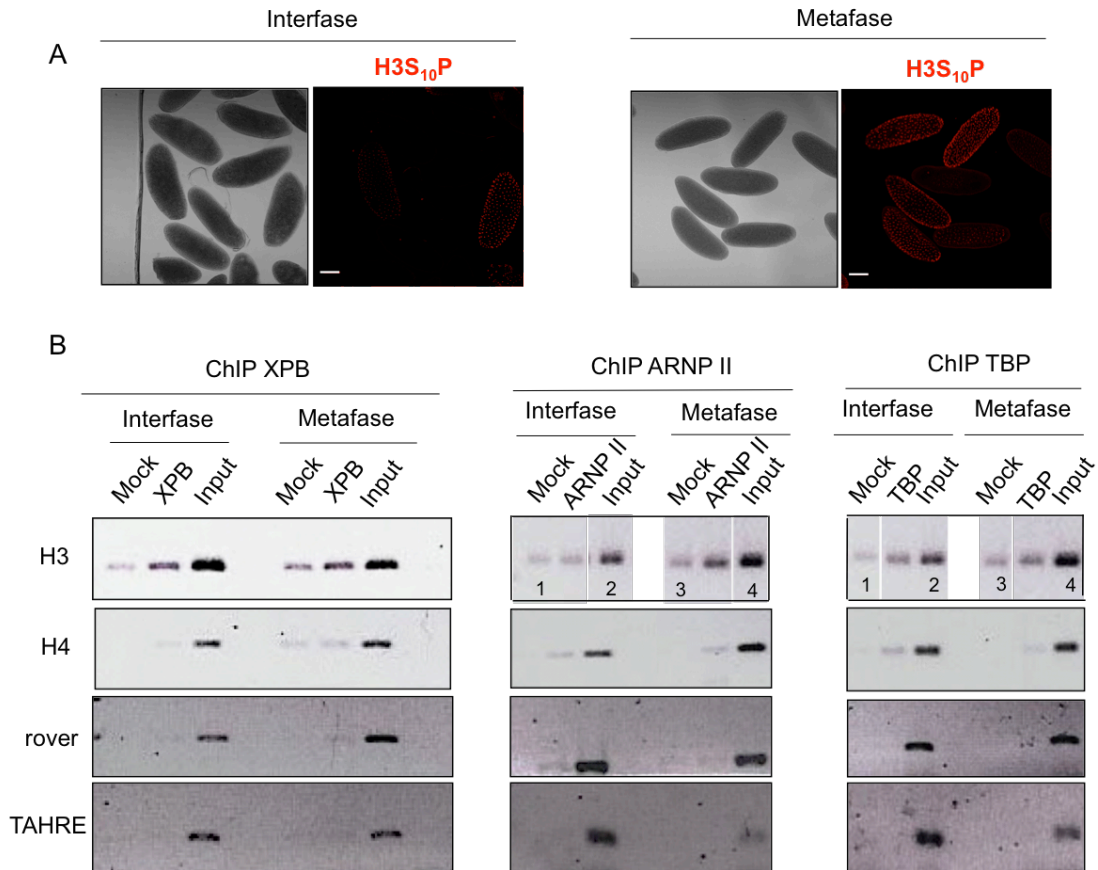 Interfase Metafase
A
H3S₁₀P H3S₁₀P
B
ChIP XPB ChIP ARNP II ChIP TBP
Interfase Metafase Interfase Metafase Interfase Metafase
Mock XPB Input Mock XPB Input Mock ARNP II Input Mock ARNP II Input Mock TBP Input Mock TBP Input
H3
1 2 3 4 1 2 3 4
H4
rover
TAHRE